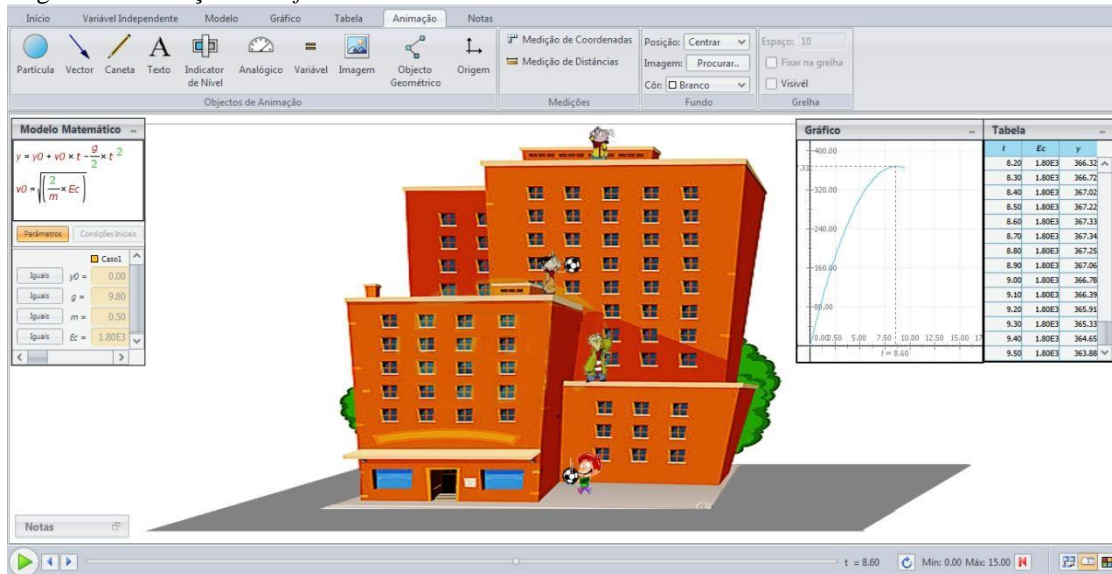 Início Variável Independente Modelo Gráfico Tabela Animação Notas
Partícula Vector Caneta Texto Indicator de Nível Analógico Variável Imagem Objecto Geométrico Origem
Objectos de Animação
Medição de Coordenadas
Medição de Distâncias
Medições
Posição: Centrar
Imagem: Procurar..
Côr: Branco
Fundo
Espaço: 10
Fixar na grelha
Visivél
Grelha
Modelo Matemático
y = y0 + v0 × t - g/2 × t 2
v0 = √(2/m × Ec)
Parâmetros Condições Iniciais
Caso1
Iguais y0 = 0.00
Iguais g = 9.80
Iguais m = 0.50
Iguais Ec = 1.80E3
Notas
Gráfico
400.00
320.00
240.00
160.00
80.00
0.00 2.50 5.00 7.50 10.00 12.50 15.00 17
t = 8.60
Tabela
t Ec y
8.20 1.80E3 366.32
8.30 1.80E3 366.72
8.40 1.80E3 367.02
8.50 1.80E3 367.22
8.60 1.80E3 367.33
8.70 1.80E3 367.34
8.80 1.80E3 367.25
8.90 1.80E3 367.06
9.00 1.80E3 366.78
9.10 1.80E3 366.39
9.20 1.80E3 365.91
9.30 1.80E3 365.33
9.40 1.80E3 364.65
9.50 1.80E3 363.88
t = 8.60 Mín: 0.00 Máx: 15.00